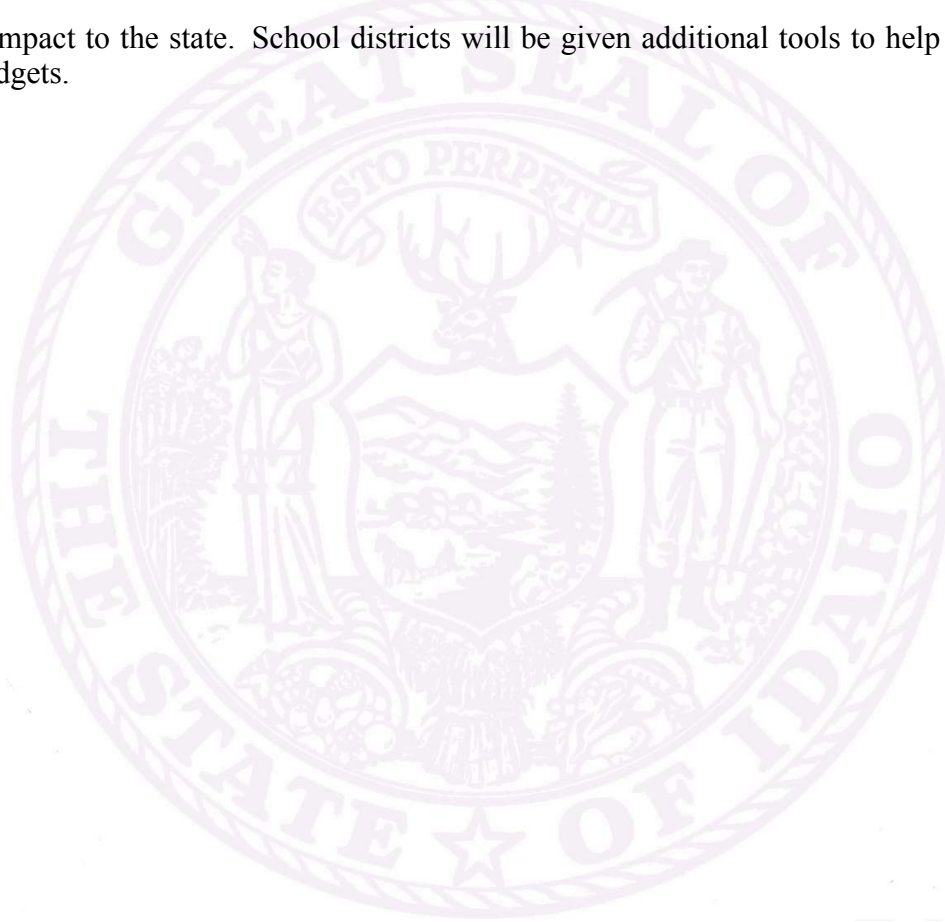 mpact to the state. School districts will be given additional tools to help
dgets.
THE GREAT SEAL OF
ESTO PERPETUA
THE STATE OF IDAHO